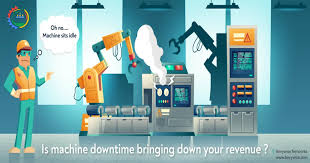 Oh no....
Machine sits idle
Is machine downtime bringing down your revenue ?